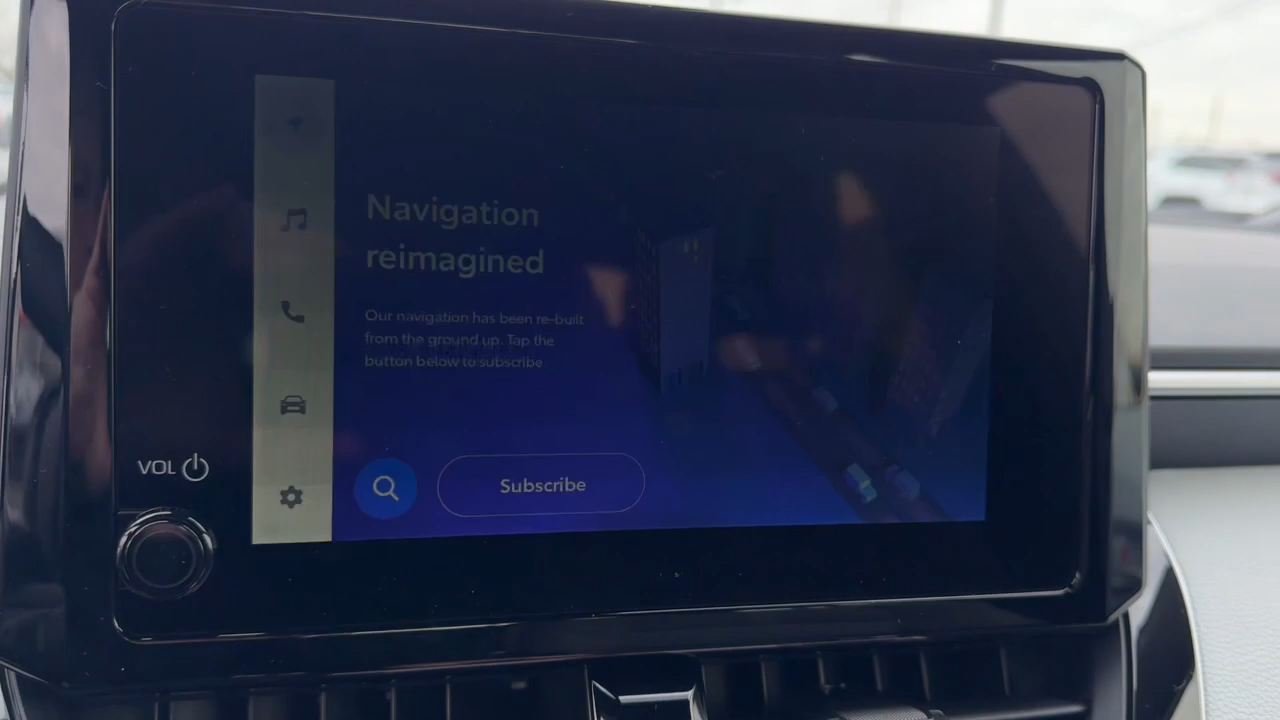 Navigation
reimagined
Our navigation has been re-built
from the ground up. Tap the
button below to subscribe
VOL
Subscribe